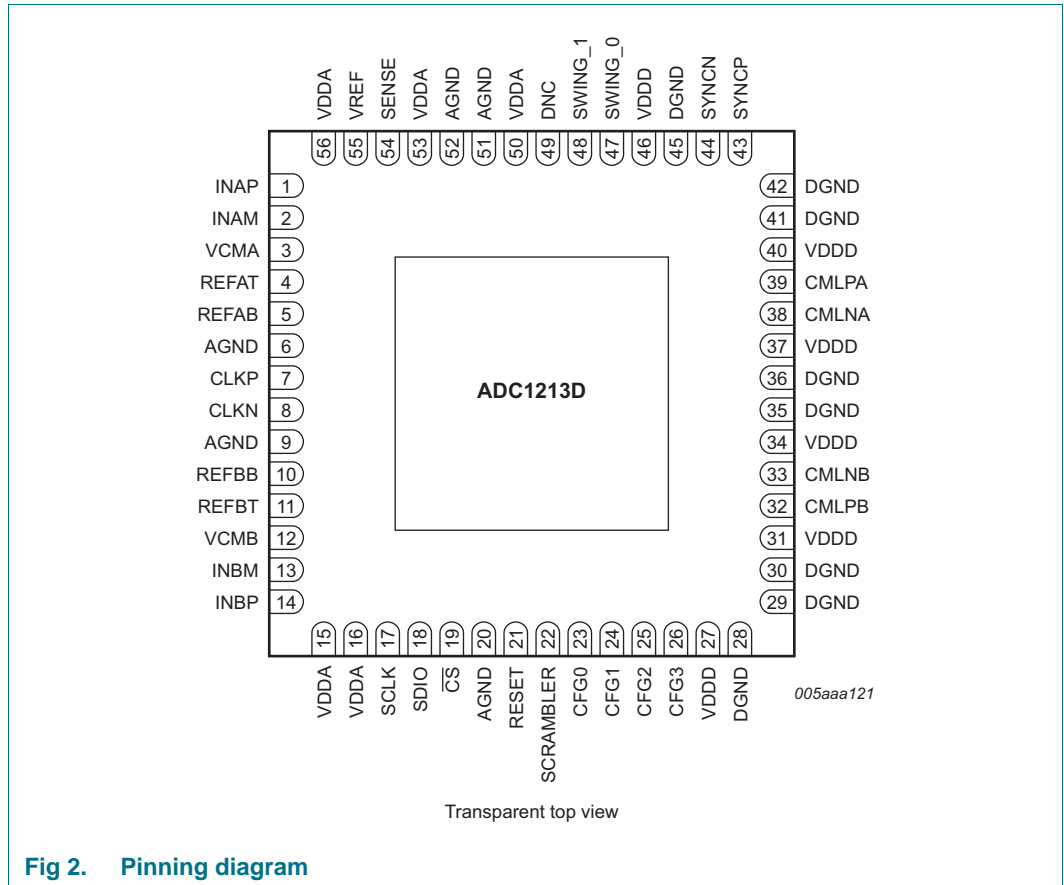 VDDA VREF SENSE VDDA AGND AGND VDDA DNC SWING_1 SWING_0 VDDD DGND SYNCN SYNCP
56 55 54 53 52 51 50 49 48 47 46 45 44 43
INAP 1
INAM 2
VCMA 3
REFAT 4
REFAB 5
AGND 6
CLKP 7
CLKN 8
AGND 9
REFBB 10
REFBT 11
VCMB 12
INBM 13
INBP 14
ADC1213D
42 DGND
41 DGND
40 VDDD
39 CMLPA
38 CMLNA
37 VDDD
36 DGND
35 DGND
34 VDDD
33 CMLNB
32 CMLPB
31 VDDD
30 DGND
29 DGND
15 16 17 18 19 20 21 22 23 24 25 26 27 28
VDDA VDDA SCLK SDIO CS AGND RESET SCRAMBLER CFG0 CFG1 CFG2 CFG3 VDDD DGND
005aaa121
Transparent top view
Fig 2. Pinning diagram